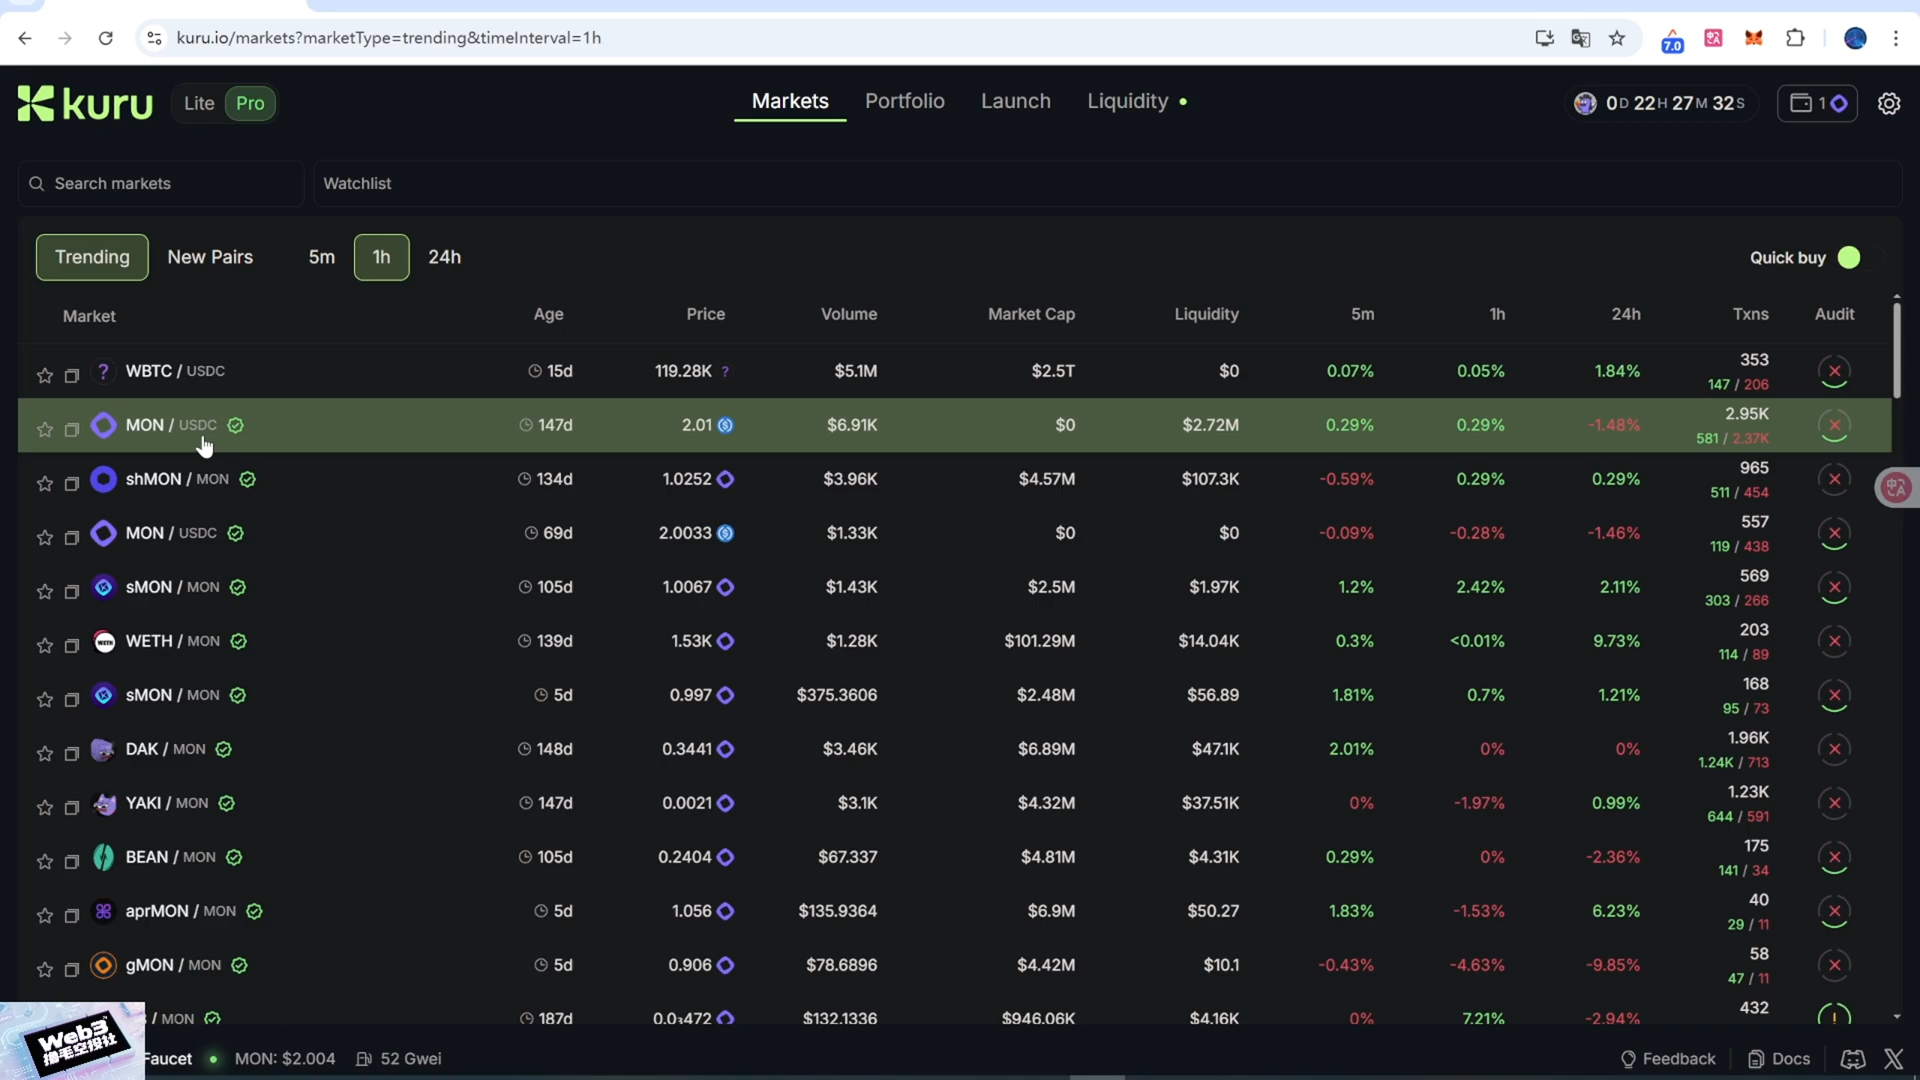 kuru.io/markets?marketType=trending&timeInterval=1h
7.0
kuru Lite Pro Markets Portfolio Launch Liquidity 0D 22H 27M 32S 1
Search markets Watchlist
Trending New Pairs 5m 1h 24h Quick buy
Market Age Price Volume Market Cap Liquidity 5m 1h 24h Txns Audit
? WBTC / USDC 15d 119.28K ? $5.1M $2.5T $0 0.07% 0.05% 1.84% 353
147 / 206
MON / USDC 147d 2.01 $6.91K $0 $2.72M 0.29% 0.29% -1.48% 2.95K
581 / 2.37K
shMON / MON 134d 1.0252 $3.96K $4.57M $107.3K -0.59% 0.29% 0.29% 965
511 / 454
MON / USDC 69d 2.0033 $1.33K $0 $0 -0.09% -0.28% -1.46% 557
119 / 438
sMON / MON 105d 1.0067 $1.43K $2.5M $1.97K 1.2% 2.42% 2.11% 569
303 / 266
WETH / MON 139d 1.53K $1.28K $101.29M $14.04K 0.3% <0.01% 9.73% 203
114 / 89
sMON / MON 5d 0.997 $375.3606 $2.48M $56.89 1.81% 0.7% 1.21% 168
95 / 73
DAK / MON 148d 0.3441 $3.46K $6.89M $47.1K 2.01% 0% 0% 1.96K
1.24K / 713
YAKI / MON 147d 0.0021 $3.1K $4.32M $37.51K 0% -1.97% 0.99% 1.23K
644 / 591
BEAN / MON 105d 0.2404 $67.337 $4.81M $4.31K 0.29% 0% -2.36% 175
141 / 34
aprMON / MON 5d 1.056 $135.9364 $6.9M $50.27 1.83% -1.53% 6.23% 40
29 / 11
gMON / MON 5d 0.906 $78.6896 $4.42M $10.1 -0.43% -4.63% -9.85% 58
47 / 11
/ MON 187d 0.0₃472 $132.1336 $946.06K $4.16K 0% 7.21% -2.94% 432
Web3
撸毛空投社
Faucet MON: $2.004 52 Gwei Feedback Docs